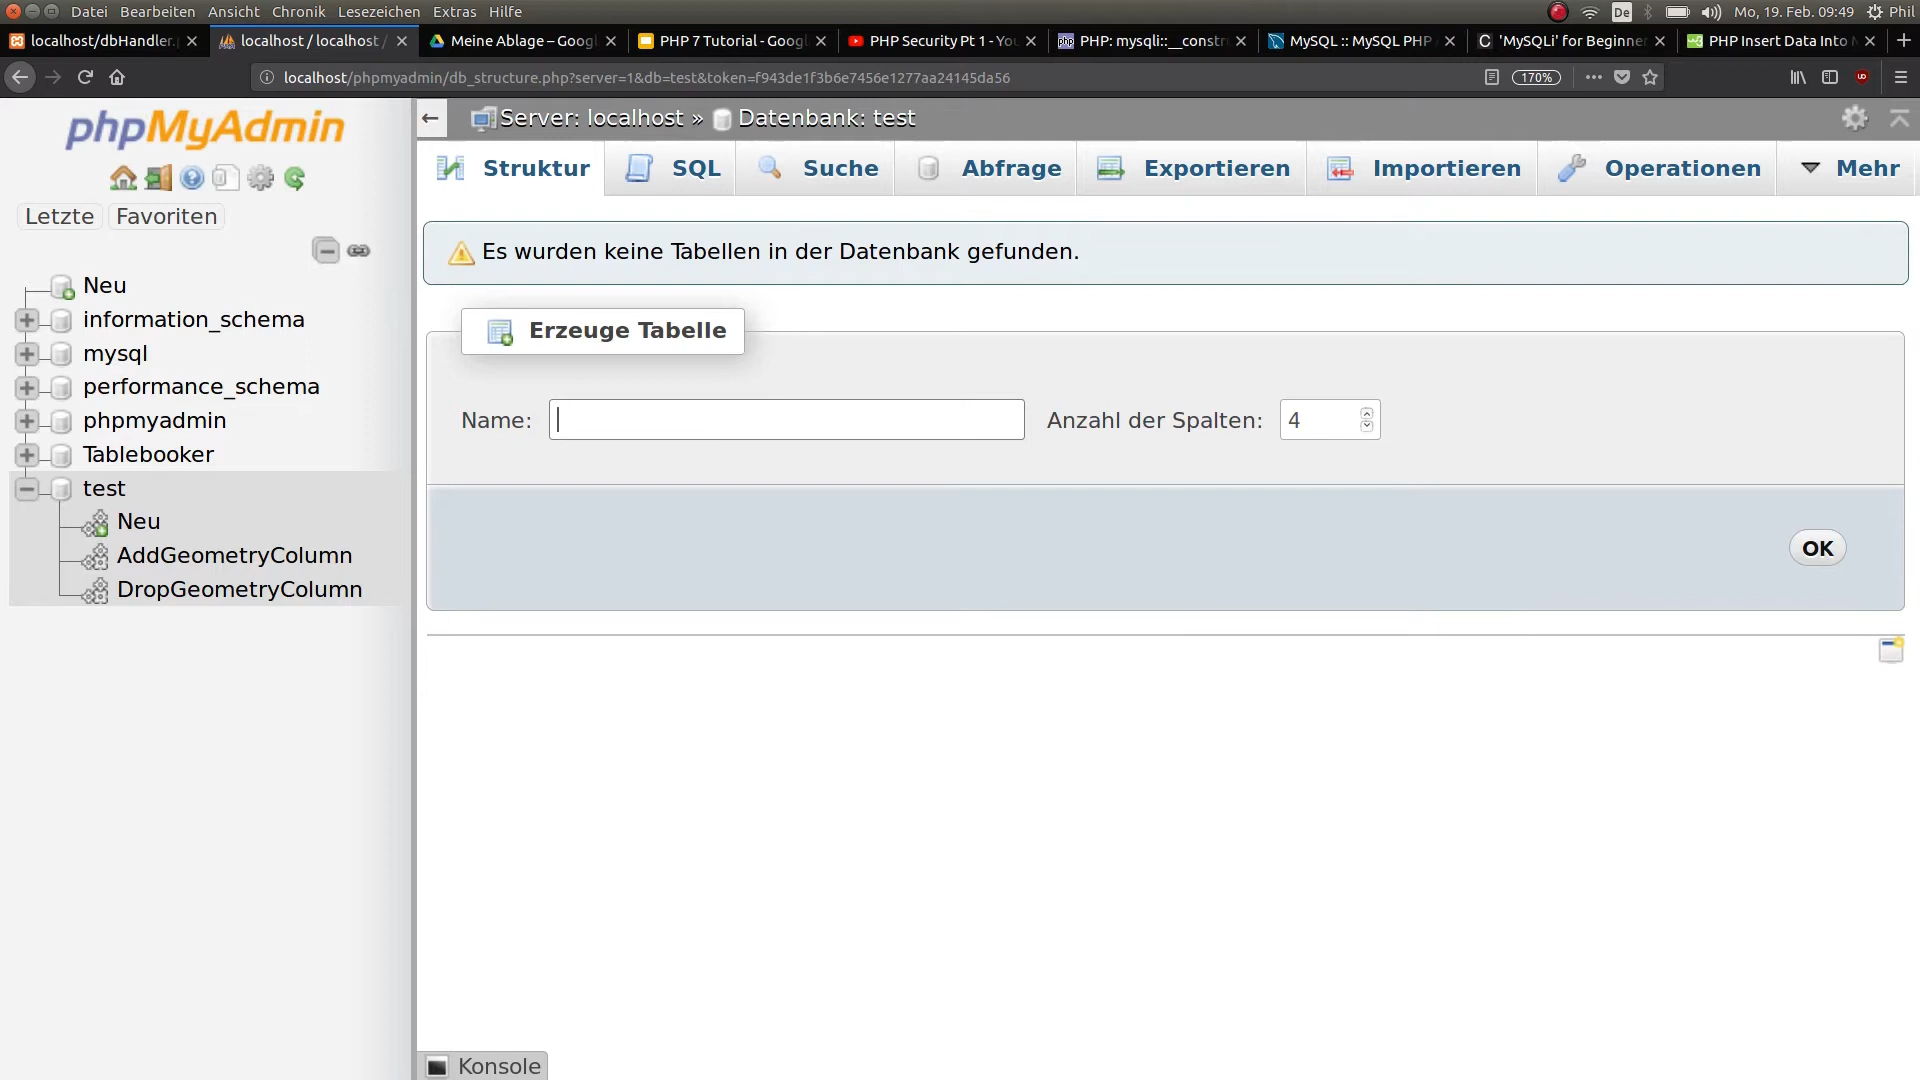 Datei Bearbeiten Ansicht Chronik Lesezeichen Extras Hilfe
De
Mo, 19. Feb. 09:49
Phil
localhost/dbHandler.
localhost / localhost /
Meine Ablage – Googl
PHP 7 Tutorial - Googl
PHP Security Pt 1 - You
PHP: mysqli::__constr
MySQL :: MySQL PHP
'MySQLi' for Beginner
PHP Insert Data Into M
localhost/phpmyadmin/db_structure.php?server=1&db=test&token=f943de1f3b6e7456e1277aa24145da56
170%
phpMyAdmin
Letzte Favoriten
Neu
information_schema
mysql
performance_schema
phpmyadmin
Tablebooker
test
Neu
AddGeometryColumn
DropGeometryColumn
Server: localhost » Datenbank: test
Struktur SQL Suche Abfrage Exportieren Importieren Operationen Mehr
Es wurden keine Tabellen in der Datenbank gefunden.
Erzeuge Tabelle
Name: Anzahl der Spalten: 4
OK
Konsole